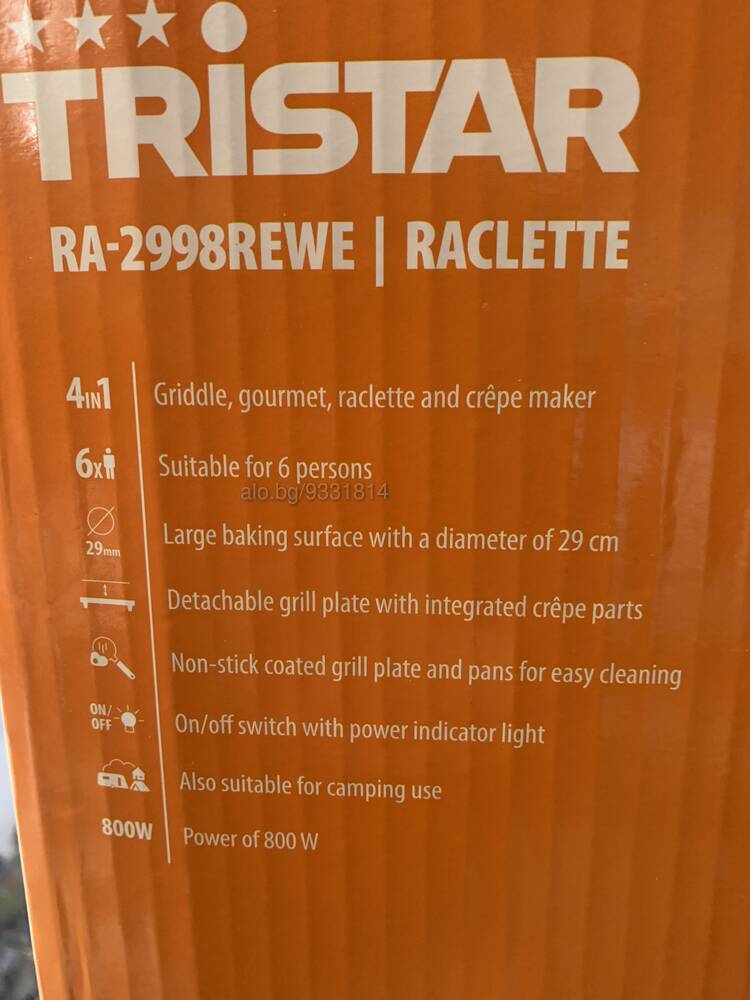 TRISTAR
RA-2998REWE | RACLETTE
4IN1 Griddle, gourmet, raclette and crêpe maker
6x Suitable for 6 persons
alo.bg/9331814
29mm Large baking surface with a diameter of 29 cm
Detachable grill plate with integrated crêpe parts
Non-stick coated grill plate and pans for easy cleaning
ON/
OFF On/off switch with power indicator light
Also suitable for camping use
800W Power of 800 W